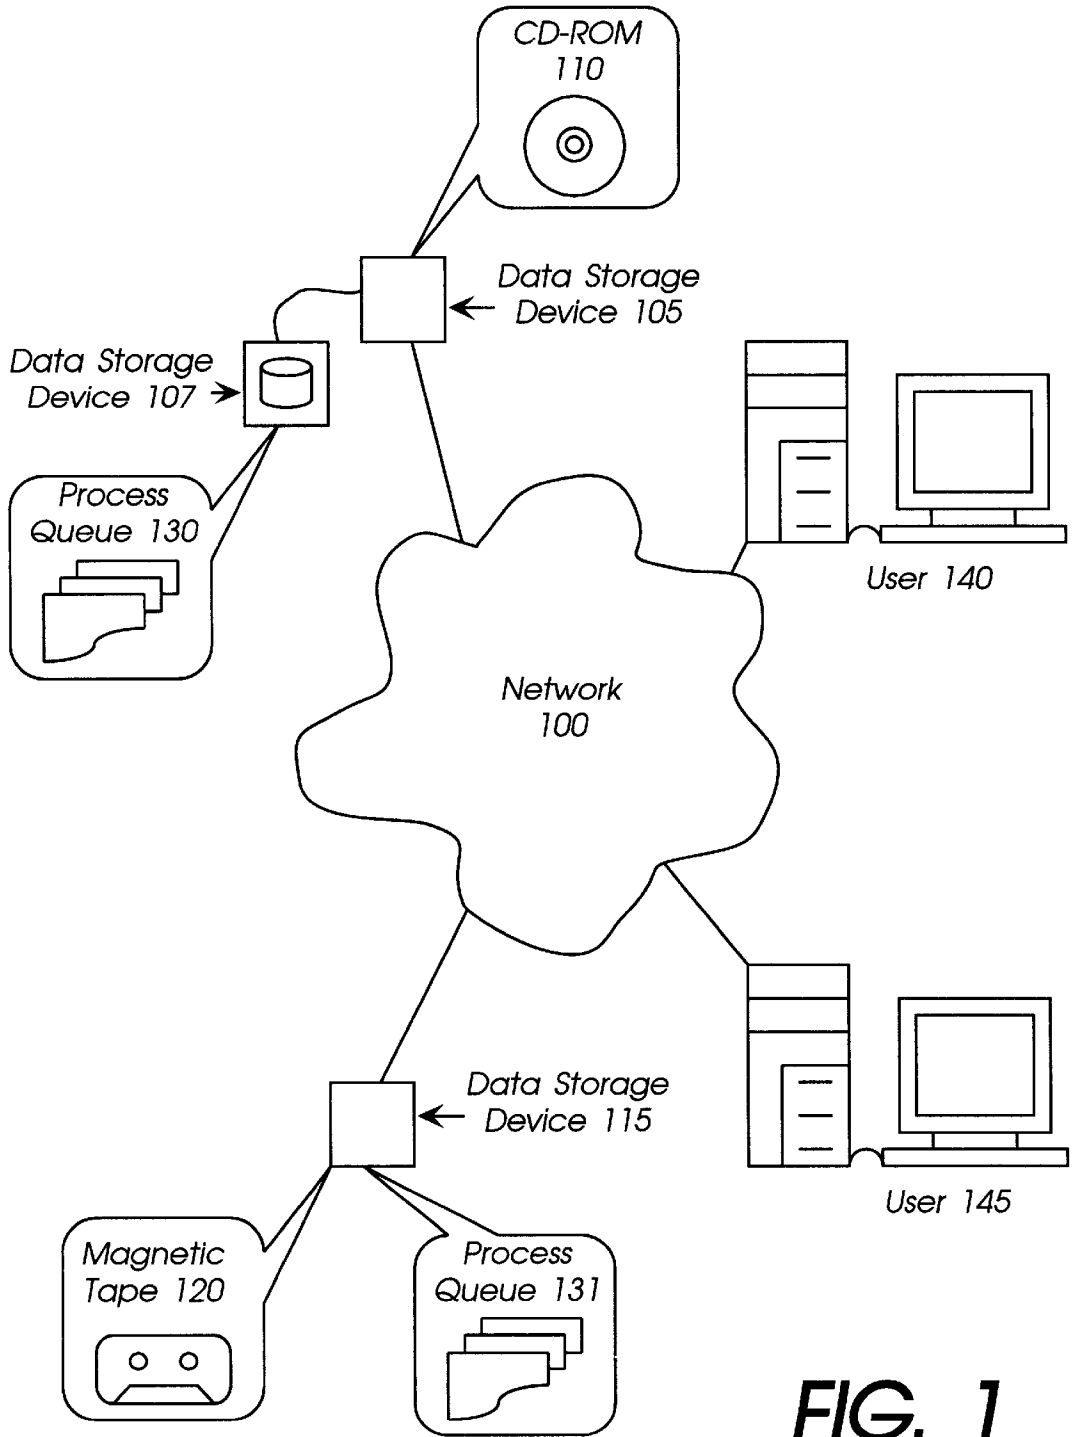 CD-ROM
110
Data Storage
Device 105
Data Storage
Device 107
Process
Queue 130
User 140
Network
100
Data Storage
Device 115
User 145
Magnetic
Tape 120
Process
Queue 131
FIG. 1